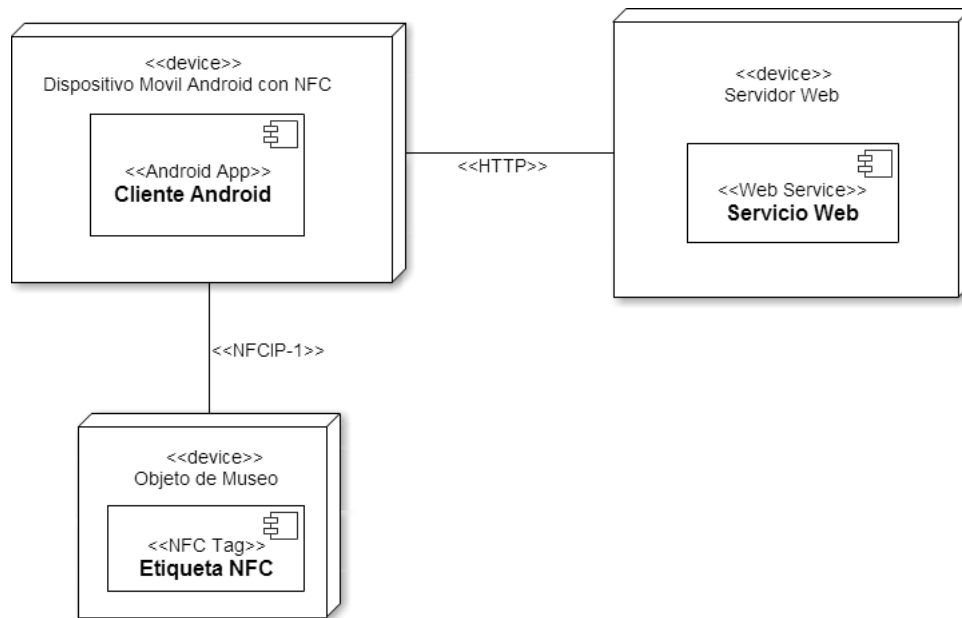 <<device>>
Dispositivo Movil Android con NFC
<<Android App>>
Cliente Android
<<HTTP>>
<<device>>
Servidor Web
<<Web Service>>
Servicio Web
<<NFCIP-1>>
<<device>>
Objeto de Museo
<<NFC Tag>>
Etiqueta NFC